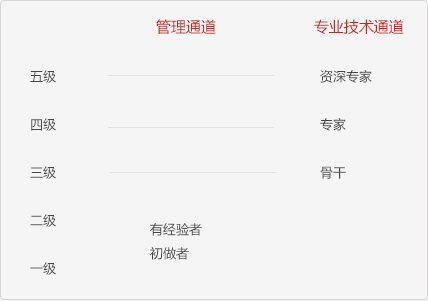 管理通道 专业技术通道
五级 资深专家
四级 专家
三级 骨干
二级
有经验者
初做者
一级